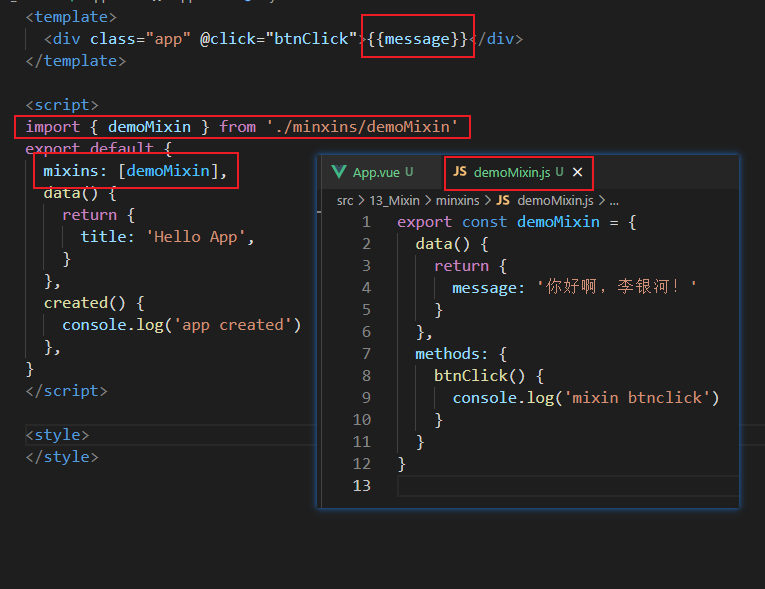 <template>
<div class="app" @click="btnClick">{{message}}</div>
</template>
<script>
import { demoMixin } from './minxins/demoMixin'
export default {
mixins: [demoMixin],
data() {
return {
title: 'Hello App',
}
},
created() {
console.log('app created')
},
}
</script>
<style>
</style>
App.vue U JS demoMixin.js U ✕
src > 13_Mixin > minxins > JS demoMixin.js > ...
1 export const demoMixin = {
2 data() {
3 return {
4 message: '你好啊，李银河！'
5 }
6 },
7 methods: {
8 btnClick() {
9 console.log('mixin btnclick')
10 }
11 }
12 }
13